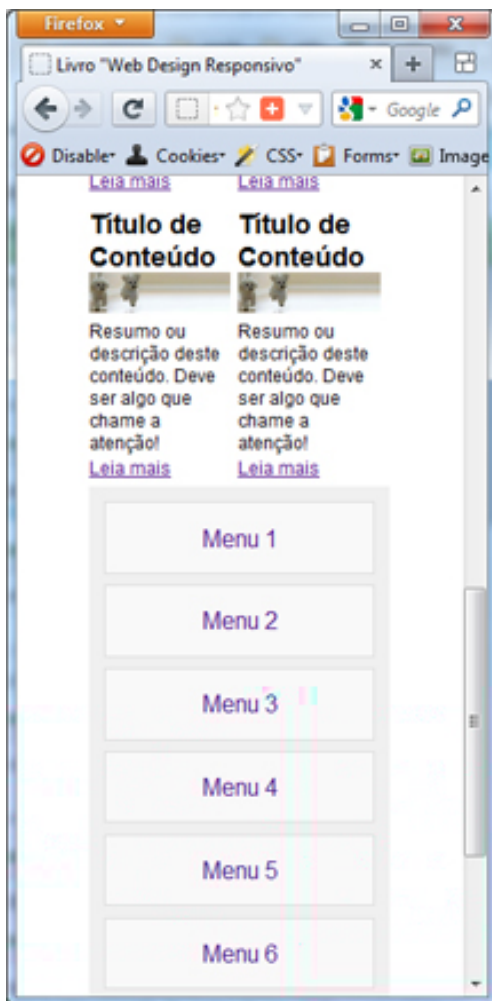 Firefox
Livro "Web Design Responsivo"
Google
Disable Cookies CSS Forms Image
Leia mais Leia mais
Título de Conteúdo
Resumo ou
descrição deste
conteúdo. Deve
ser algo que
chame a
atenção!
Leia mais
Título de Conteúdo
Resumo ou
descrição deste
conteúdo. Deve
ser algo que
chame a
atenção!
Leia mais
Menu 1
Menu 2
Menu 3
Menu 4
Menu 5
Menu 6